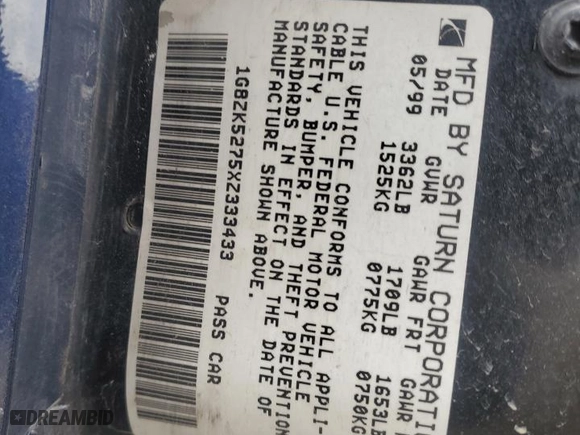 MFD BY SATURN CORPORATI
DATE GVWR GAWR FRT GAWR
05/99 3362LB 1709LB 1653LB
1525KG 0775KG 0750KG
THIS VEHICLE CONFORMS TO ALL APPLI-
CABLE U.S. FEDERAL MOTOR VEHICLE
SAFETY, BUMPER, AND THEFT PREVENTION
STANDARDS IN EFFECT ON THE DATE OF
MANUFACTURE SHOWN ABOVE.
1G8ZK5275XZ333433 PASS CAR
DREAMBID